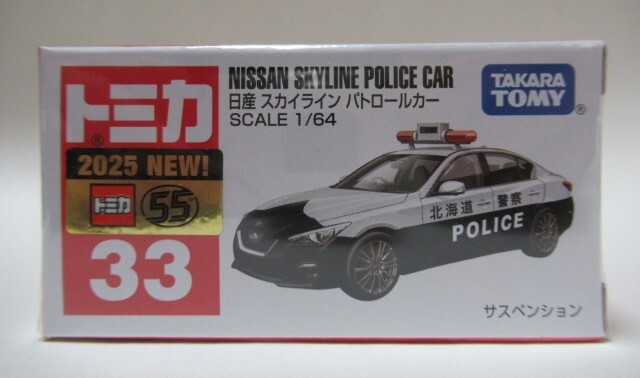 トミカ
2025 NEW!
トミカ 55th
33
NISSAN SKYLINE POLICE CAR
日産 スカイライン パトロールカー
SCALE 1/64
TAKARA
TOMY
北海道 警察
POLICE
サスペンション